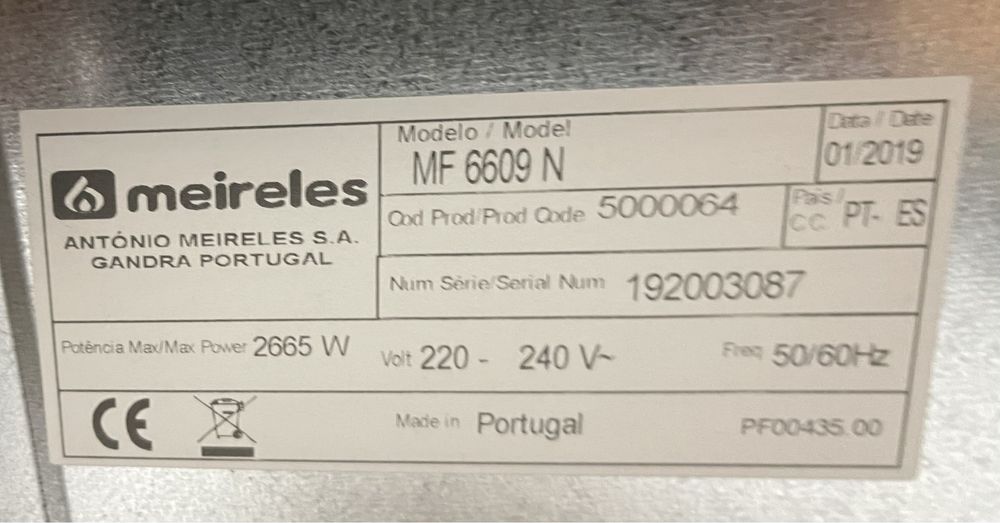 meireles
ANTÓNIO MEIRELES S.A.
GANDRA PORTUGAL
Modelo / Model
MF 6609 N
Data / Date
01/2019
Cod Prod/Prod Code 5000064
País/
CC PT- ES
Num Série/Serial Num 192003087
Potência Max/Max Power 2665 W Volt 220 - 240 V~ Freq 50/60Hz
CE Made in Portugal PF00435.00